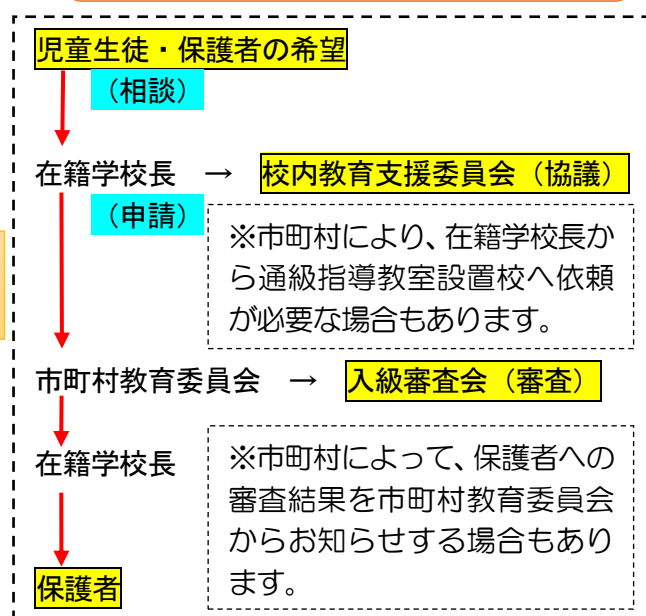 児童生徒・保護者の希望
（相談）
在籍学校長　→　校内教育支援委員会（協議）
（申請）
※市町村により、在籍学校長か
ら通級指導教室設置校へ依頼
が必要な場合もあります。
市町村教育委員会　→　入級審査会（審査）
在籍学校長
※市町村によって、保護者への
審査結果を市町村教育委員会
からお知らせする場合もあり
ます。
保護者